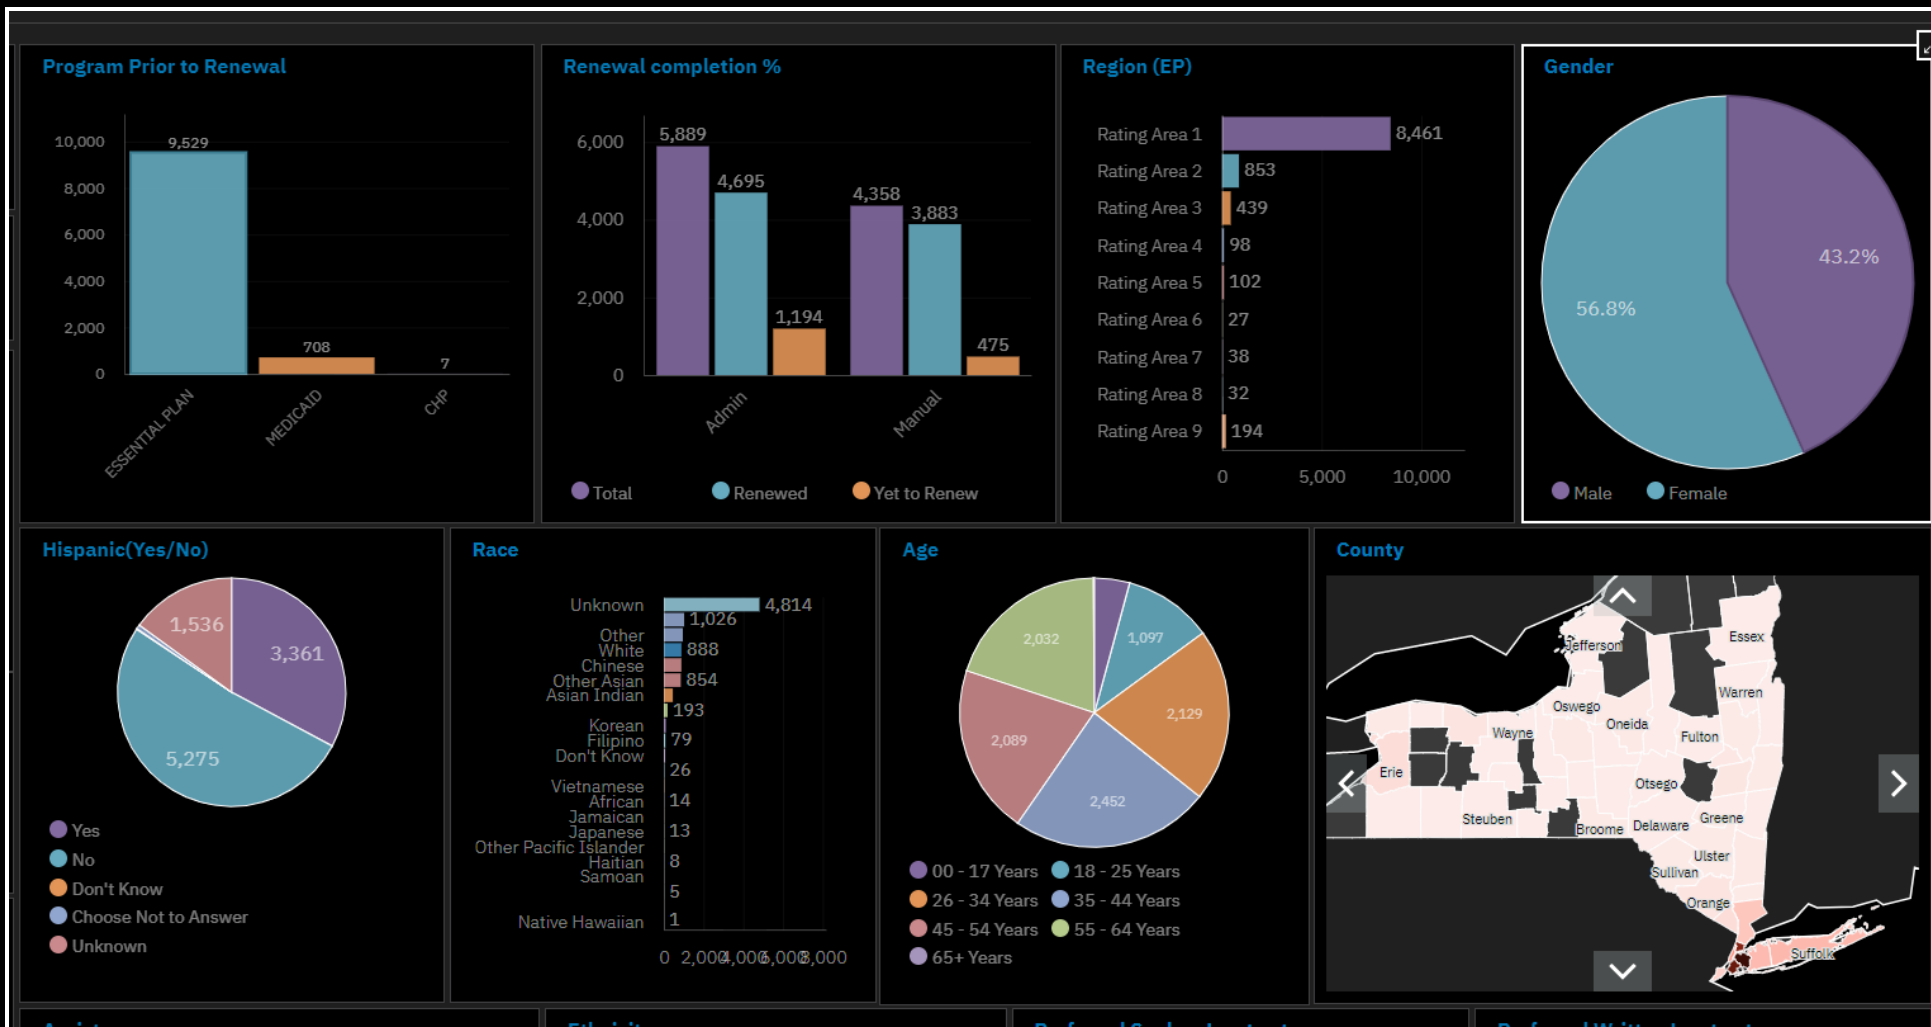 Program Prior to Renewal
10,000
8,000
6,000
4,000
2,000
0
9,529
708
7
ESSENTIAL PLAN
MEDICAID
CHP
Renewal completion %
6,000
4,000
2,000
0
5,889
4,695
1,194
4,358
3,883
475
Admin
Manual
Total Renewed Yet to Renew
Region (EP)
Rating Area 1 8,461
Rating Area 2 853
Rating Area 3 439
Rating Area 4 98
Rating Area 5 102
Rating Area 6 27
Rating Area 7 38
Rating Area 8 32
Rating Area 9 194
0 5,000 10,000
Gender
43.2%
56.8%
Male Female
Hispanic(Yes/No)
1,536
3,361
5,275
Yes
No
Don't Know
Choose Not to Answer
Unknown
Race
Unknown 4,814
1,026
Other
White 888
Chinese
Other Asian 854
Asian Indian
193
Korean
Filipino 79
Don't Know
26
Vietnamese
African 14
Jamaican
Japanese 13
Other Pacific Islander
Haitian 8
Samoan
5
Native Hawaiian 1
0 2,000 4,000 6,000 8,000
Age
2,032
1,097
2,129
2,089
2,452
00 - 17 Years 18 - 25 Years
26 - 34 Years 35 - 44 Years
45 - 54 Years 55 - 64 Years
65+ Years
County
Jefferson
Essex
Warren
Oswego
Oneida
Wayne
Fulton
Erie
Otsego
Steuben
Broome
Delaware
Greene
Ulster
Sullivan
Orange
Suffolk